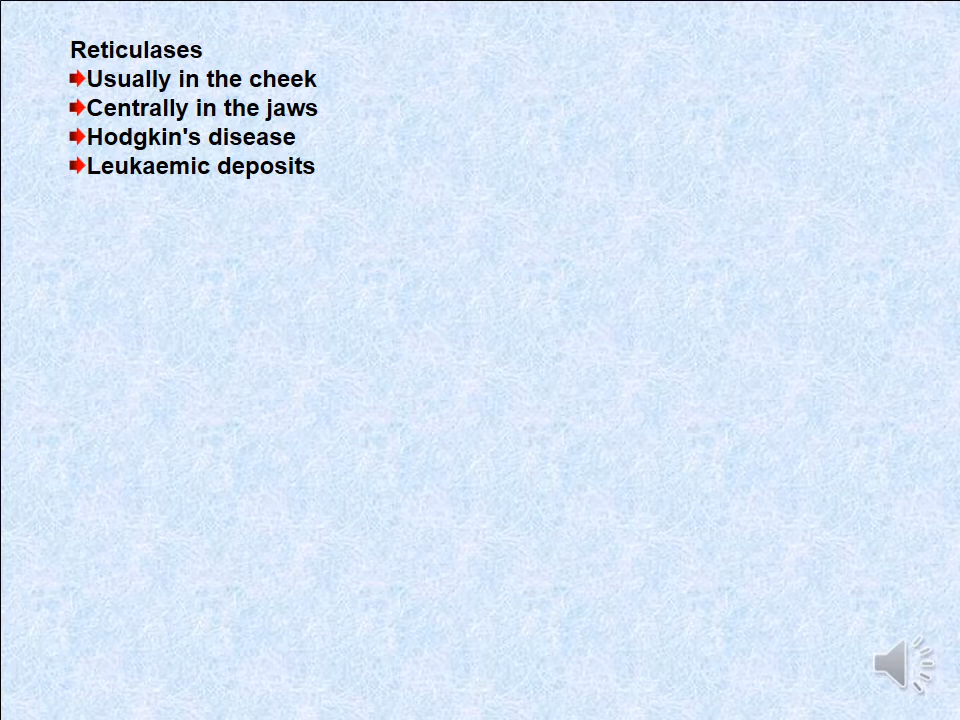 Reticulases
Usually in the cheek
Centrally in the jaws
Hodgkin's disease
Leukaemic deposits